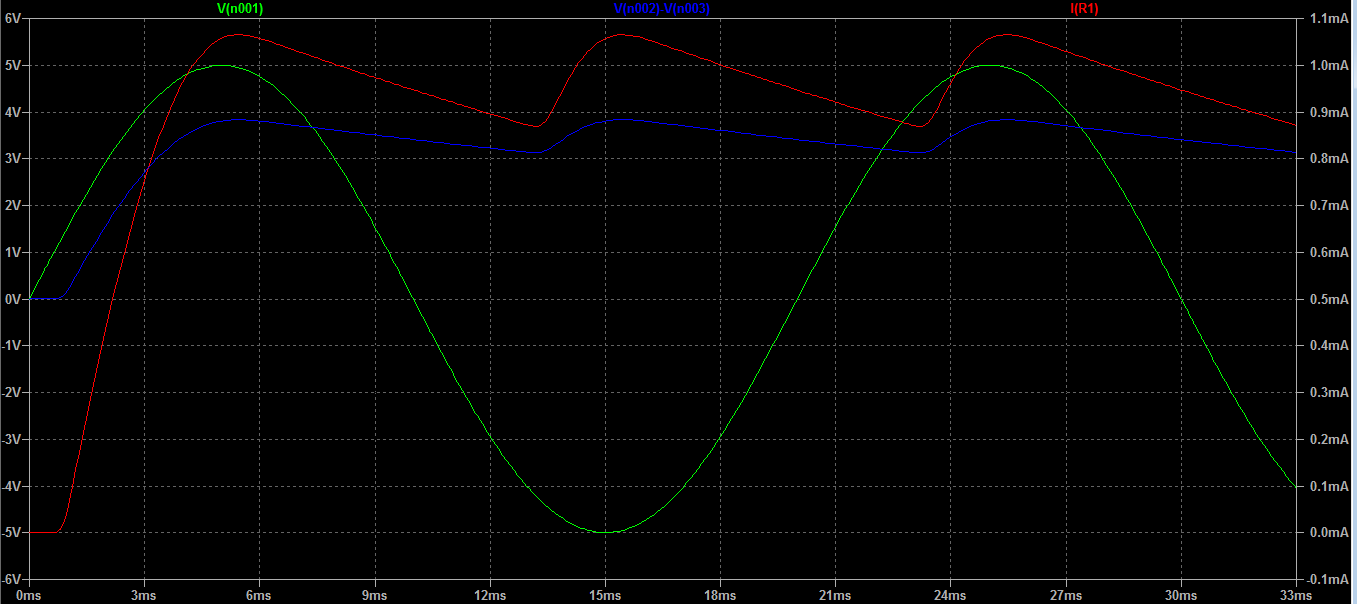 V(n001) V(n002)-V(n003) I(R1)
6V 1.1mA
5V 1.0mA
4V 0.9mA
3V 0.8mA
2V 0.7mA
1V 0.6mA
0V 0.5mA
-1V 0.4mA
-2V 0.3mA
-3V 0.2mA
-4V 0.1mA
-5V 0.0mA
-6V -0.1mA
0ms 3ms 6ms 9ms 12ms 15ms 18ms 21ms 24ms 27ms 30ms 33ms